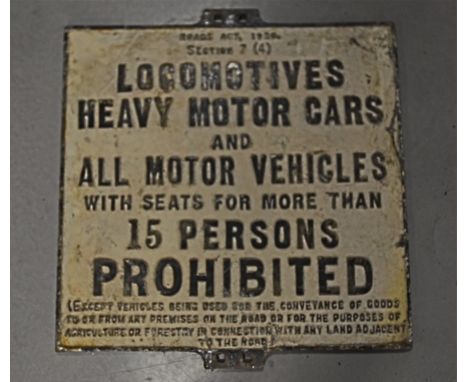 ROADS ACT, 1920.
SECTION 7 (4)
LOCOMOTIVES
HEAVY MOTOR CARS
AND
ALL MOTOR VEHICLES
WITH SEATS FOR MORE THAN
15 PERSONS
PROHIBITED
(EXCEPT VEHICLES BEING USED FOR THE CONVEYANCE OF GOODS
TO OR FROM ANY PREMISES ON THE ROAD OR FOR THE PURPOSES OF
AGRICULTURE OR FORESTRY IN CONNECTION WITH ANY LAND ADJACENT
TO THE ROAD)